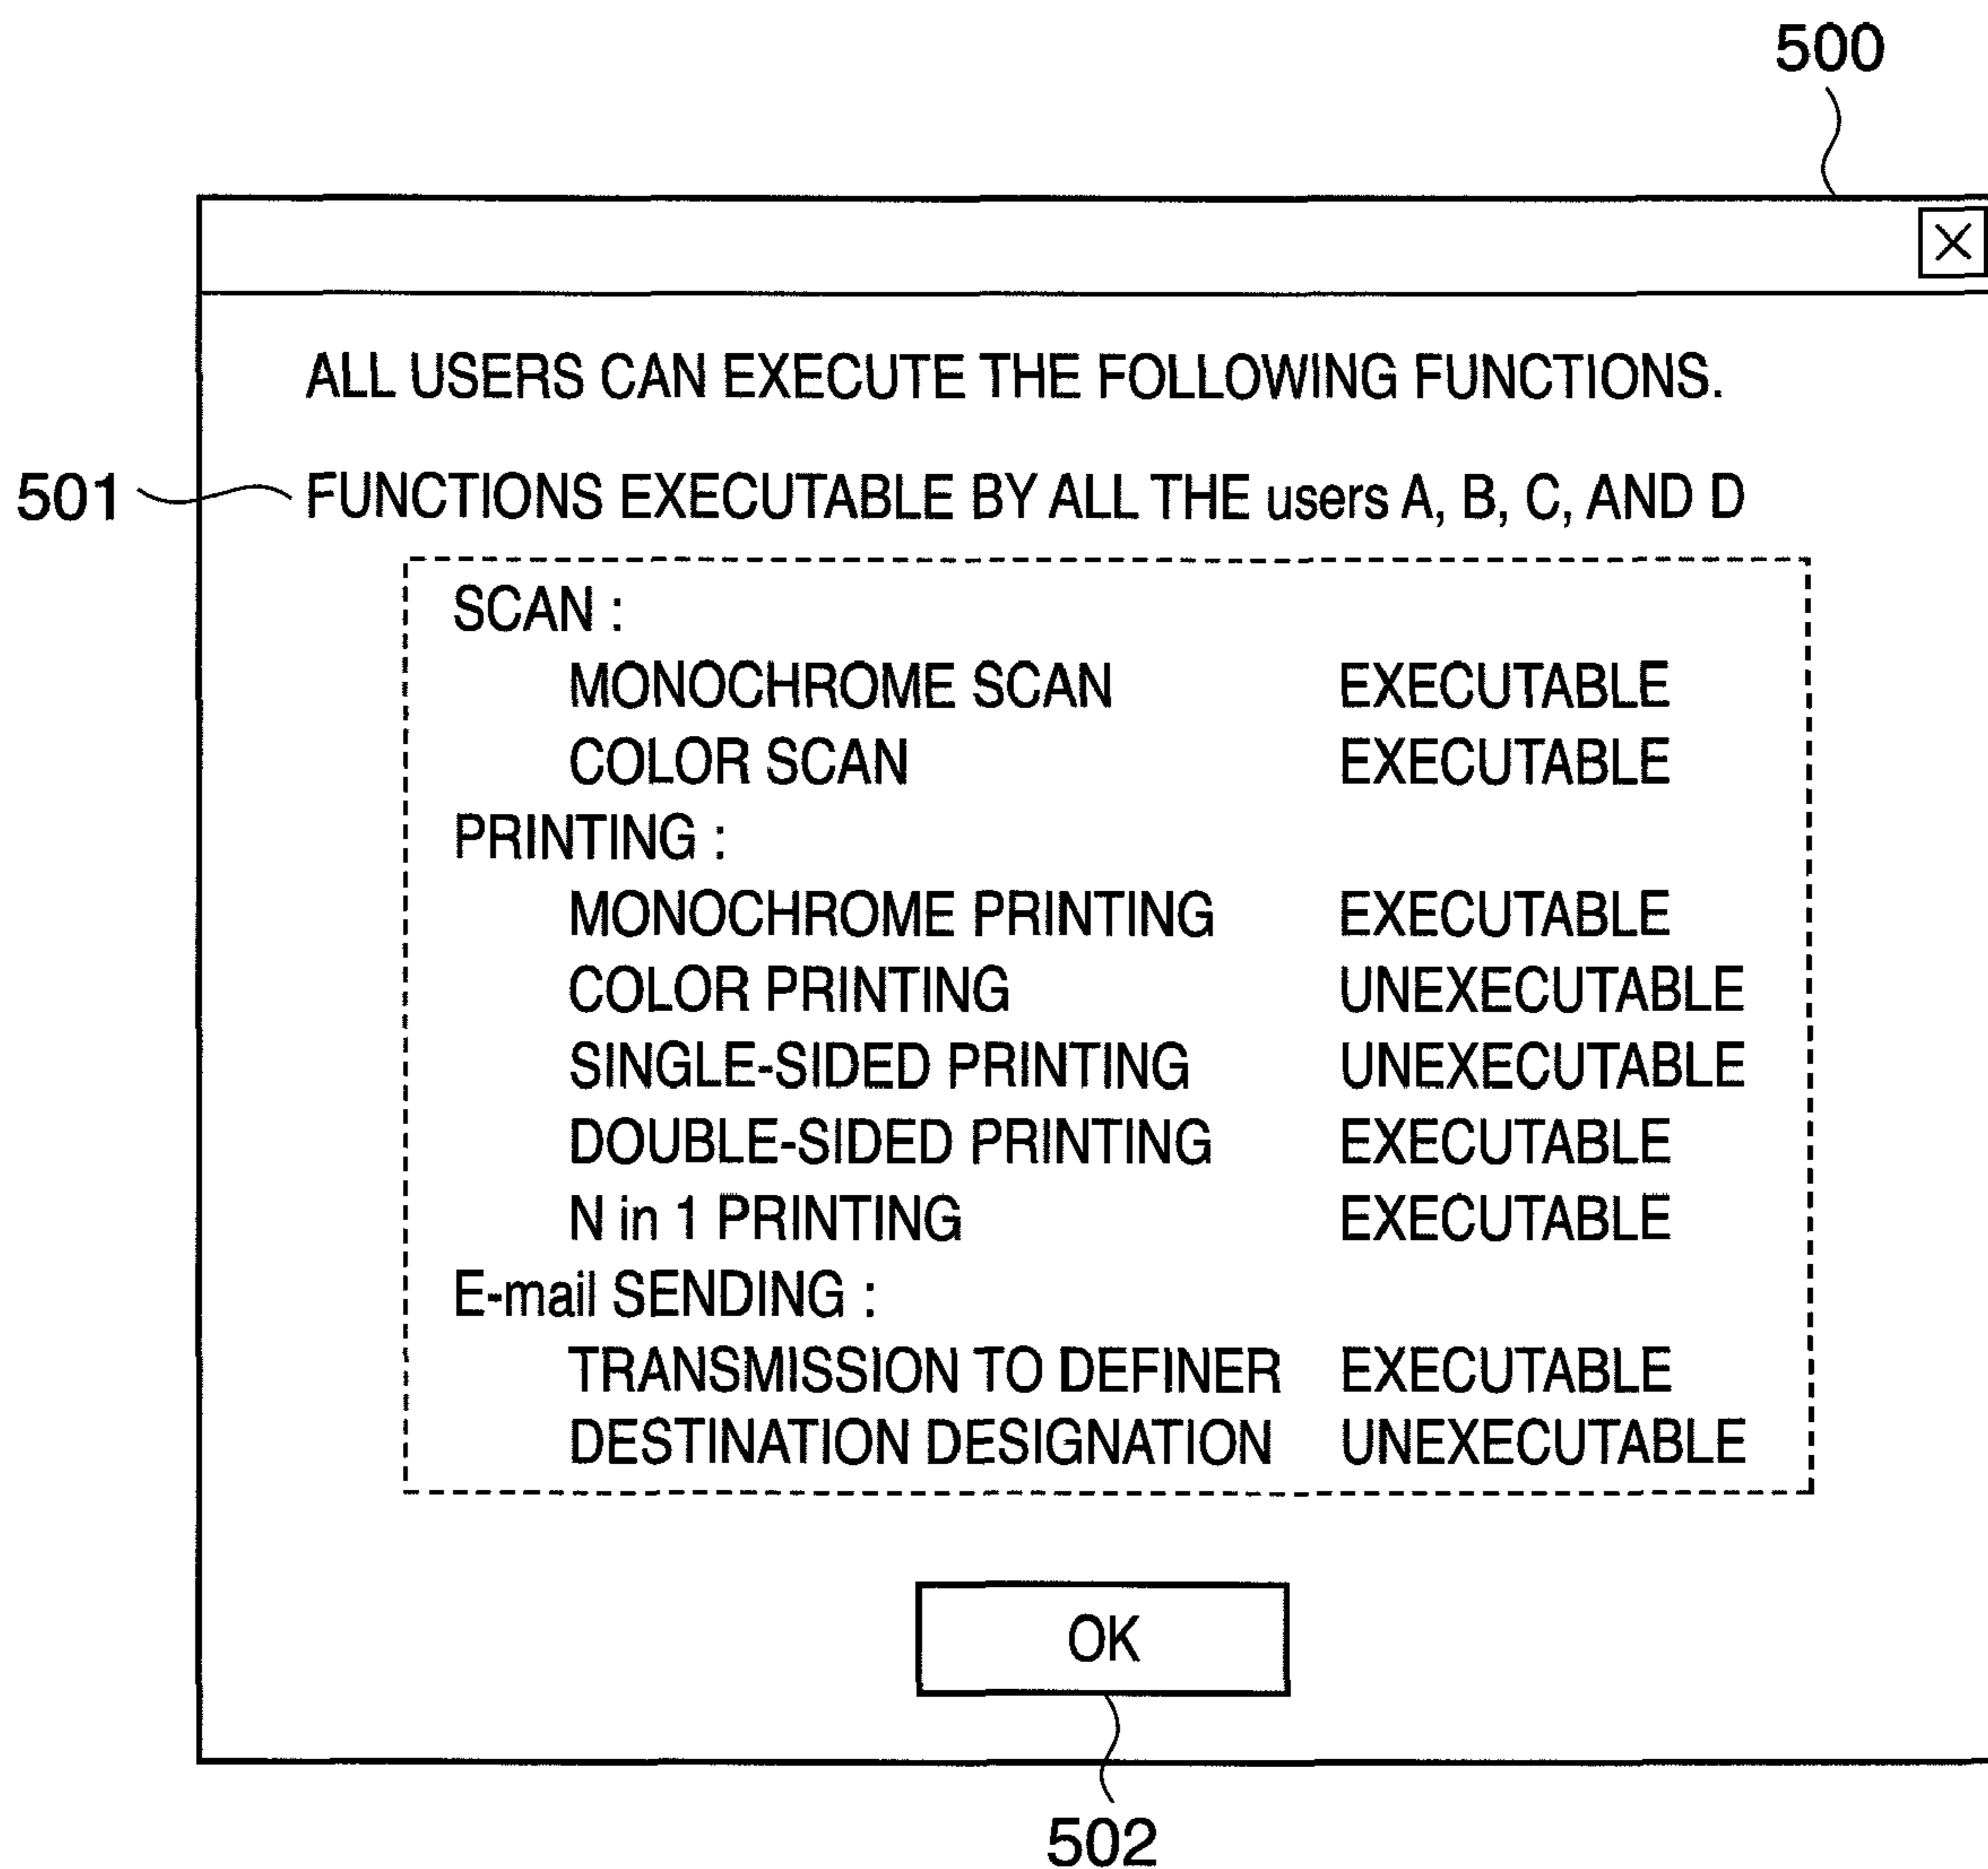 500
X
ALL USERS CAN EXECUTE THE FOLLOWING FUNCTIONS.
501 FUNCTIONS EXECUTABLE BY ALL THE users A, B, C, AND D
SCAN :
MONOCHROME SCAN EXECUTABLE
COLOR SCAN EXECUTABLE
PRINTING :
MONOCHROME PRINTING EXECUTABLE
COLOR PRINTING UNEXECUTABLE
SINGLE-SIDED PRINTING UNEXECUTABLE
DOUBLE-SIDED PRINTING EXECUTABLE
N in 1 PRINTING EXECUTABLE
E-mail SENDING :
TRANSMISSION TO DEFINER EXECUTABLE
DESTINATION DESIGNATION UNEXECUTABLE
OK
502